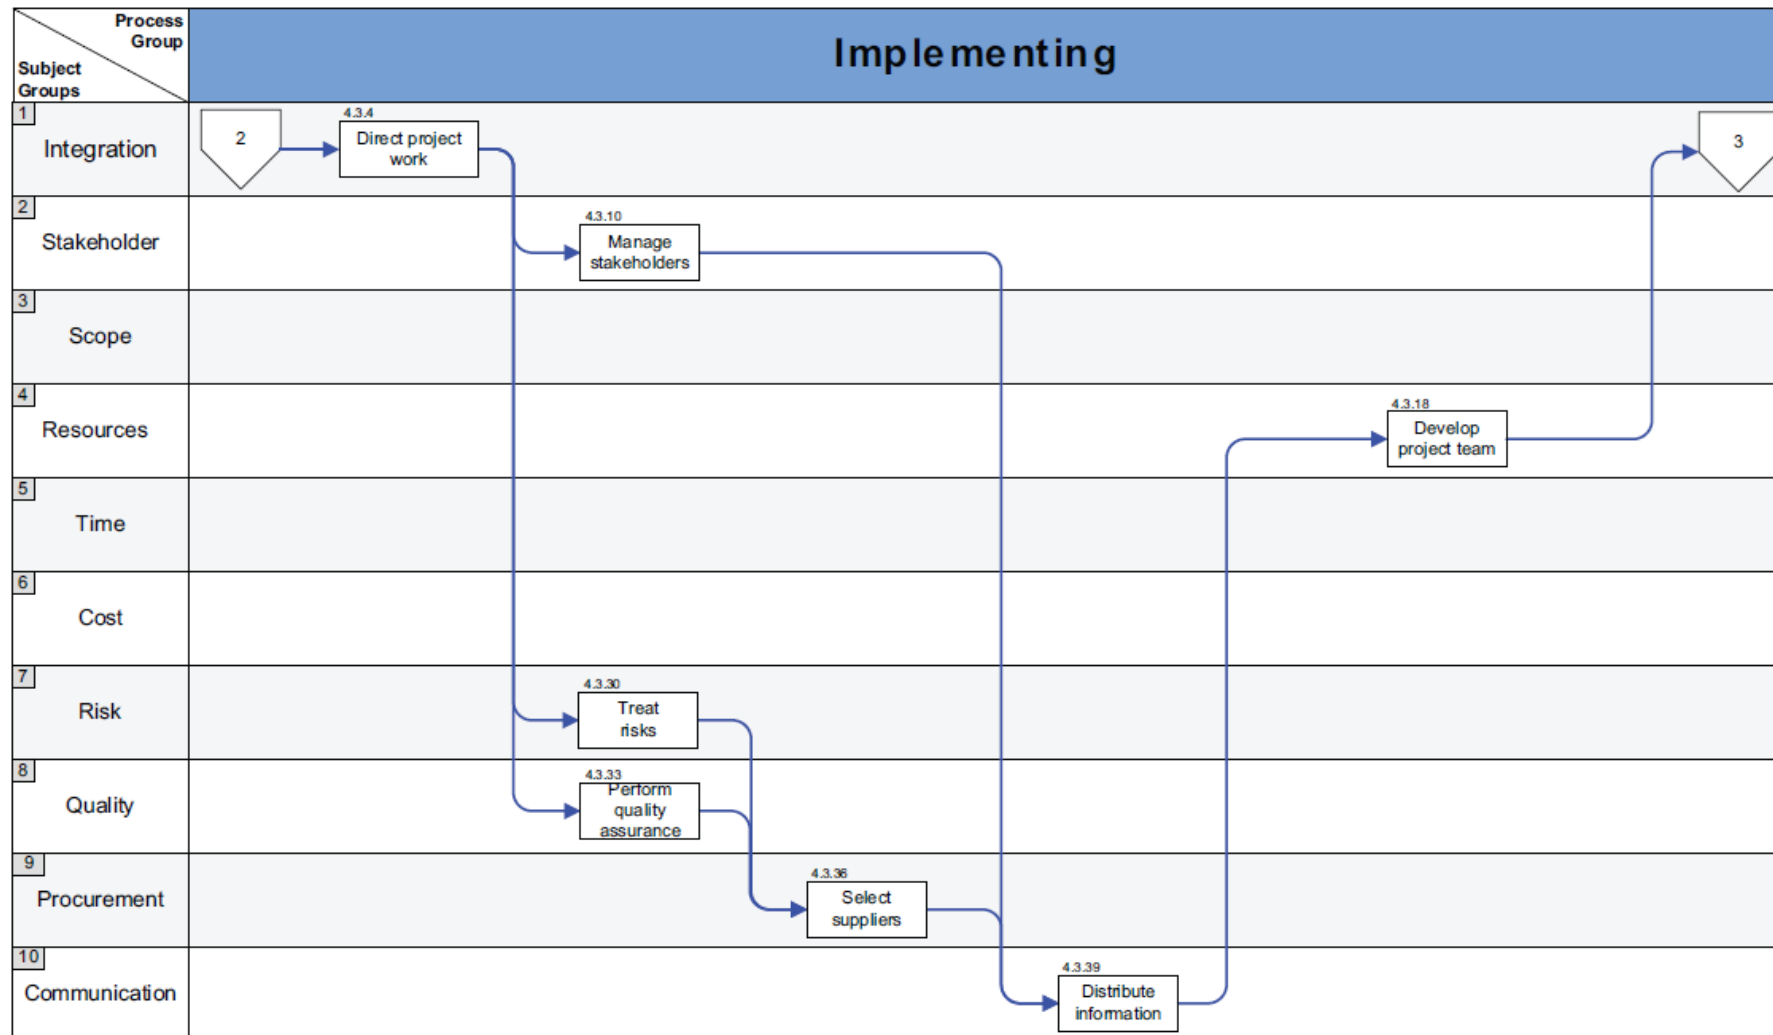 Process
Group
Subject
Groups
Implementing
1
Integration
2
4.3.4
Direct project
work
3
2
Stakeholder
4.3.10
Manage
stakeholders
3
Scope
4
Resources
4.3.18
Develop
project team
5
Time
6
Cost
7
Risk
4.3.30
Treat
risks
8
Quality
4.3.33
Perform
quality
assurance
9
Procurement
4.3.36
Select
suppliers
10
Communication
4.3.39
Distribute
information